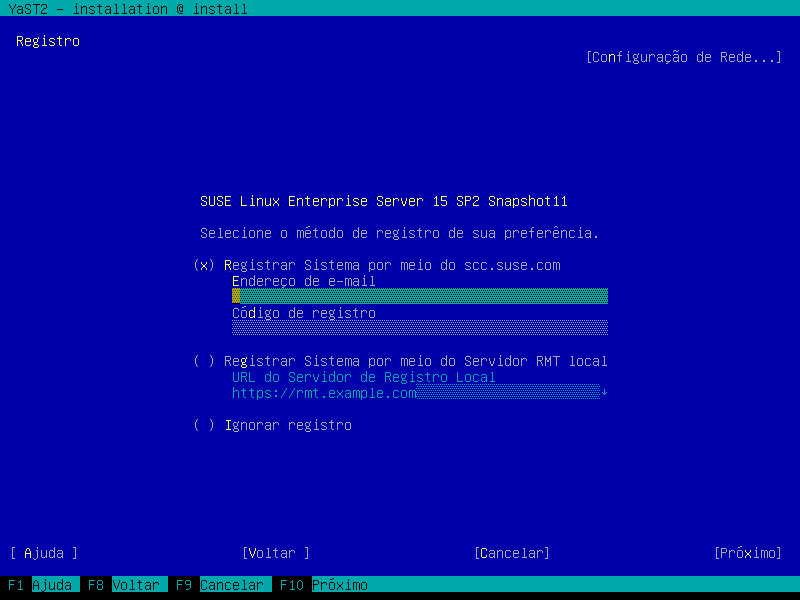 YaST2 - installation @ install
Registro
[Configuração de Rede...]
SUSE Linux Enterprise Server 15 SP2 Snapshot11
Selecione o método de registro de sua preferência.
(x) Registrar Sistema por meio do scc.suse.com
Endereço de e-mail
Código de registro
( ) Registrar Sistema por meio do Servidor RMT local
URL do Servidor de Registro Local
https://rmt.example.com
( ) Ignorar registro
[ Ajuda ] [Voltar ] [Cancelar] [Próximo]
F1 Ajuda F8 Voltar F9 Cancelar F10 Próximo